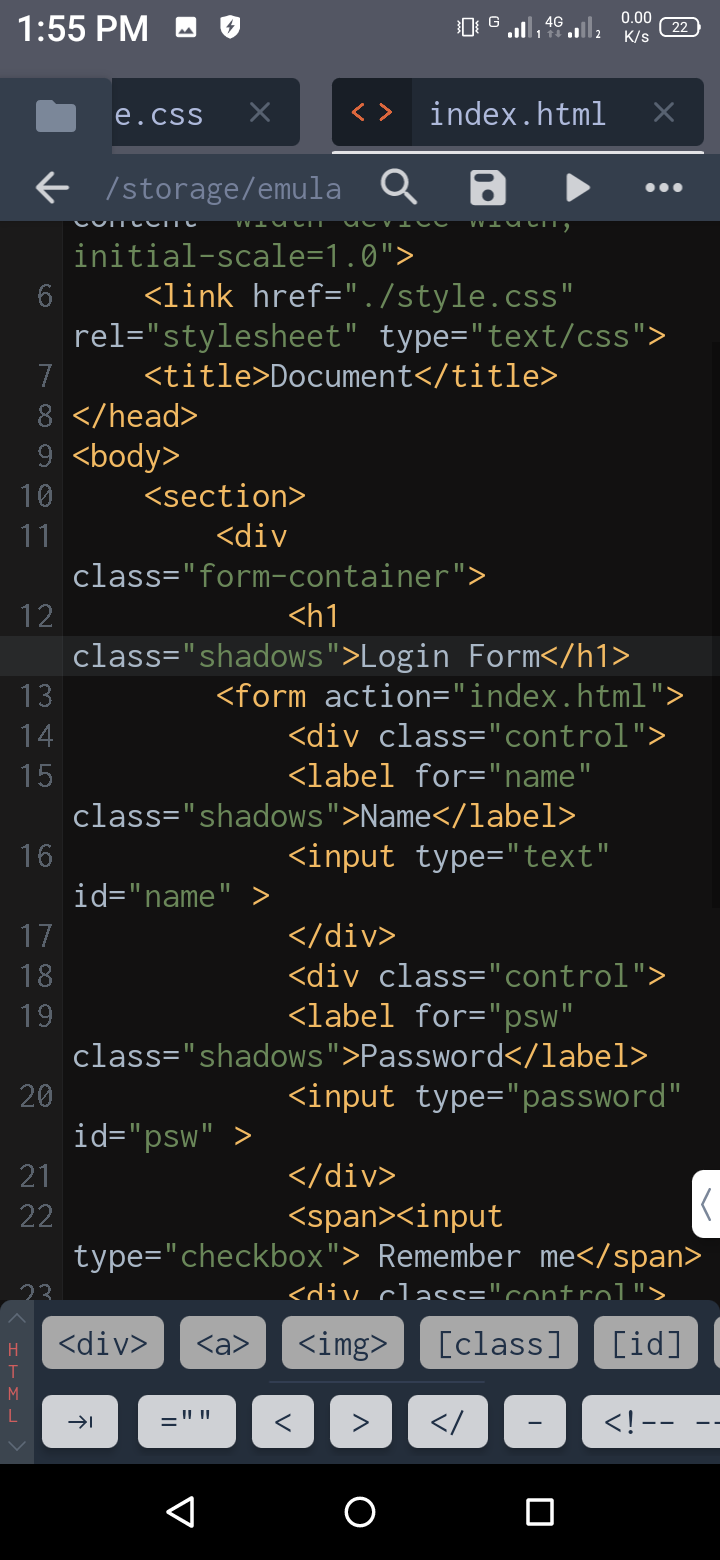 1:55 PM G 1 4G 2 0.00 K/s 22
e.css index.html
/storage/emula
content="width=device-width,
initial-scale=1.0">
6 <link href="./style.css"
rel="stylesheet" type="text/css">
7 <title>Document</title>
8 </head>
9 <body>
10 <section>
11 <div
class="form-container">
12 <h1
class="shadows">Login Form</h1>
13 <form action="index.html">
14 <div class="control">
15 <label for="name"
class="shadows">Name</label>
16 <input type="text"
id="name" >
17 </div>
18 <div class="control">
19 <label for="psw"
class="shadows">Password</label>
20 <input type="password"
id="psw" >
21 </div>
22 <span><input
type="checkbox"> Remember me</span>
23 <div class="control">
HTML
<div> <a> <img> [class] [id]
="" < > </ - <!-- --